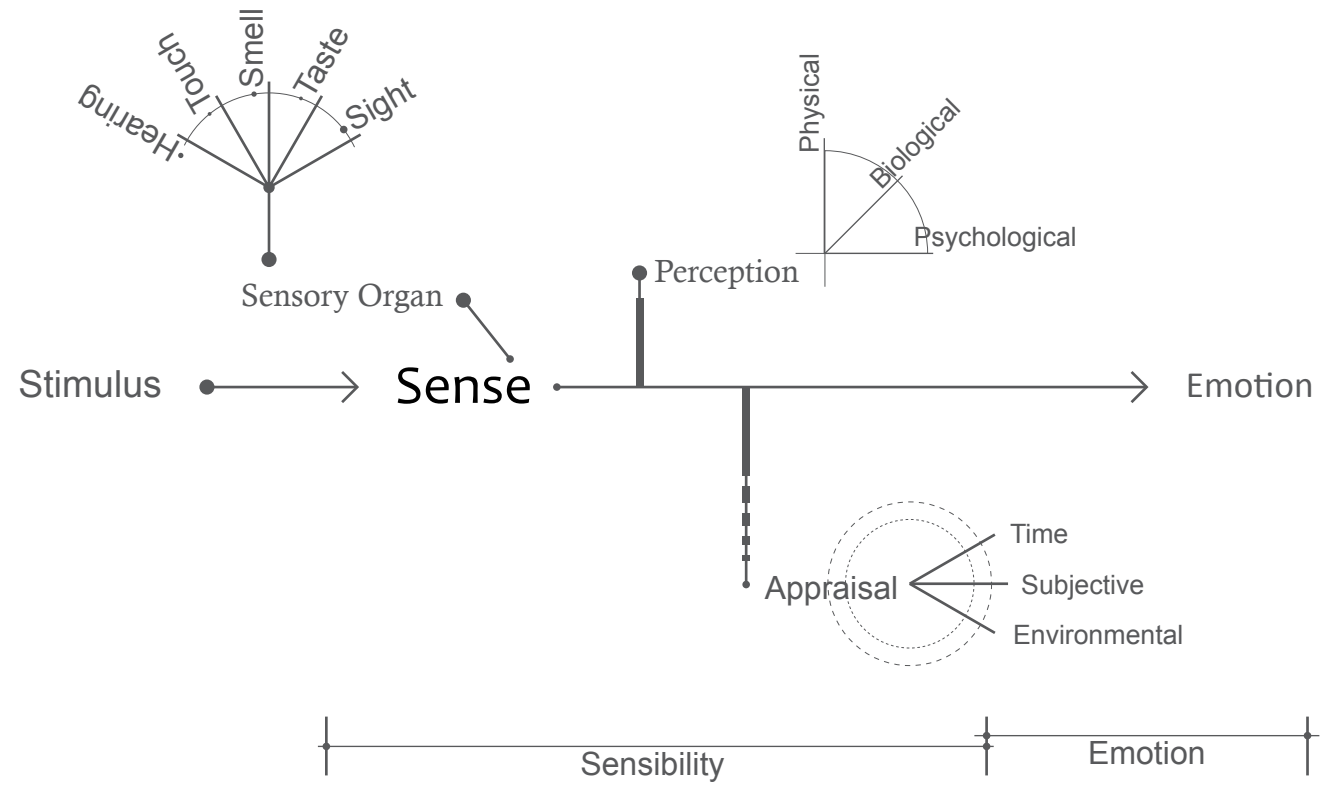 Hearing
Touch
Smell
Taste
Sight
Physical
Biological
Psychological
Perception
Sensory Organ
Stimulus
Sense
Emotion
Appraisal
Time
Subjective
Environmental
Sensibility
Emotion